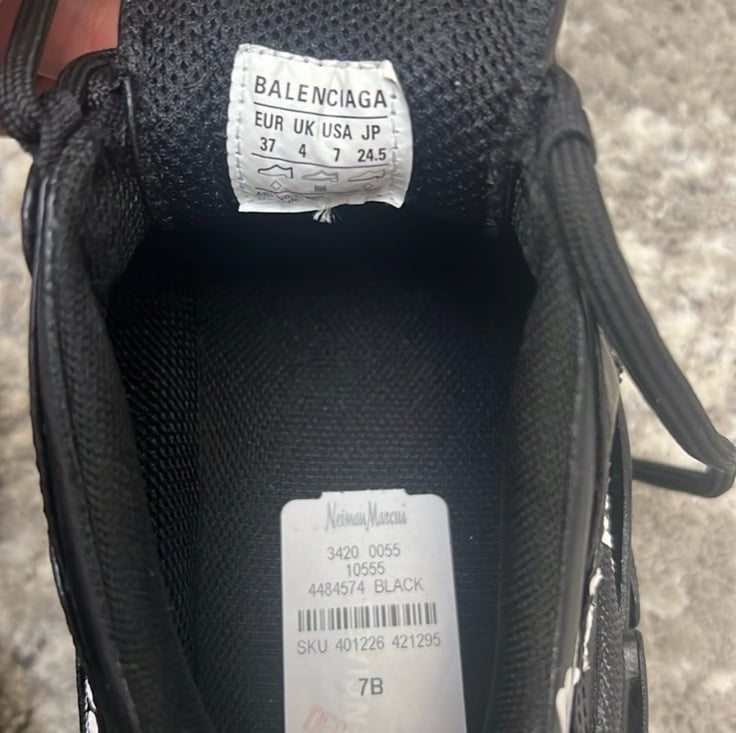 BALENCIAGA
EUR UK USA JP
37 4 7 24.5
Neiman Marcus
3420 0055
10555
4484574 BLACK
SKU 401226 421295
7B